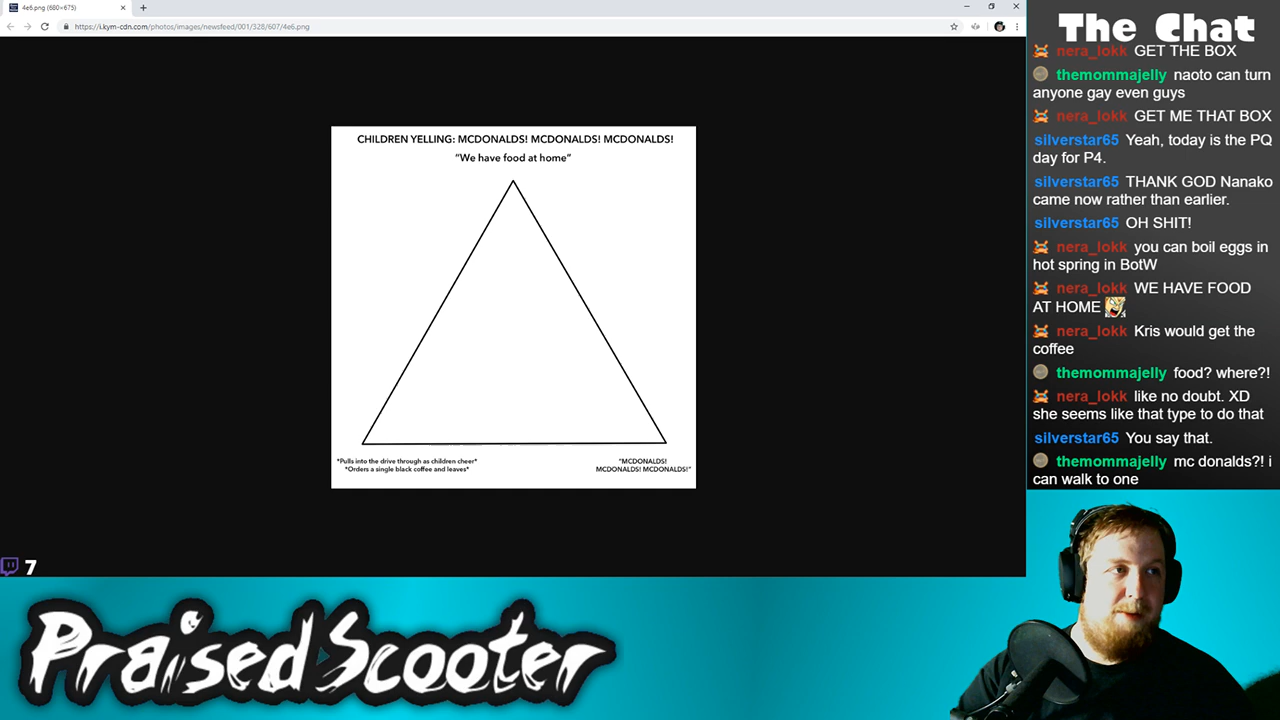 4e6.png (680×675)
https://i.kym-cdn.com/photos/images/newsfeed/001/328/607/4e6.png
CHILDREN YELLING: MCDONALDS! MCDONALDS! MCDONALDS!
"We have food at home"
*Pulls into the drive through as children cheer*
*Orders a single black coffee and leaves*
"MCDONALDS!
MCDONALDS! MCDONALDS!"
The Chat
nera_lokk GET THE BOX
themommajelly naoto can turn
anyone gay even guys
nera_lokk GET ME THAT BOX
silverstar65 Yeah, today is the PQ
day for P4.
silverstar65 THANK GOD Nanako
came now rather than earlier.
silverstar65 OH SHIT!
nera_lokk you can boil eggs in
hot spring in BotW
nera_lokk WE HAVE FOOD
AT HOME
nera_lokk Kris would get the
coffee
themommajelly food? where?!
nera_lokk like no doubt. XD
she seems like that type to do that
silverstar65 You say that.
themommajelly mc donalds?! i
can walk to one
7
PraisedScooter